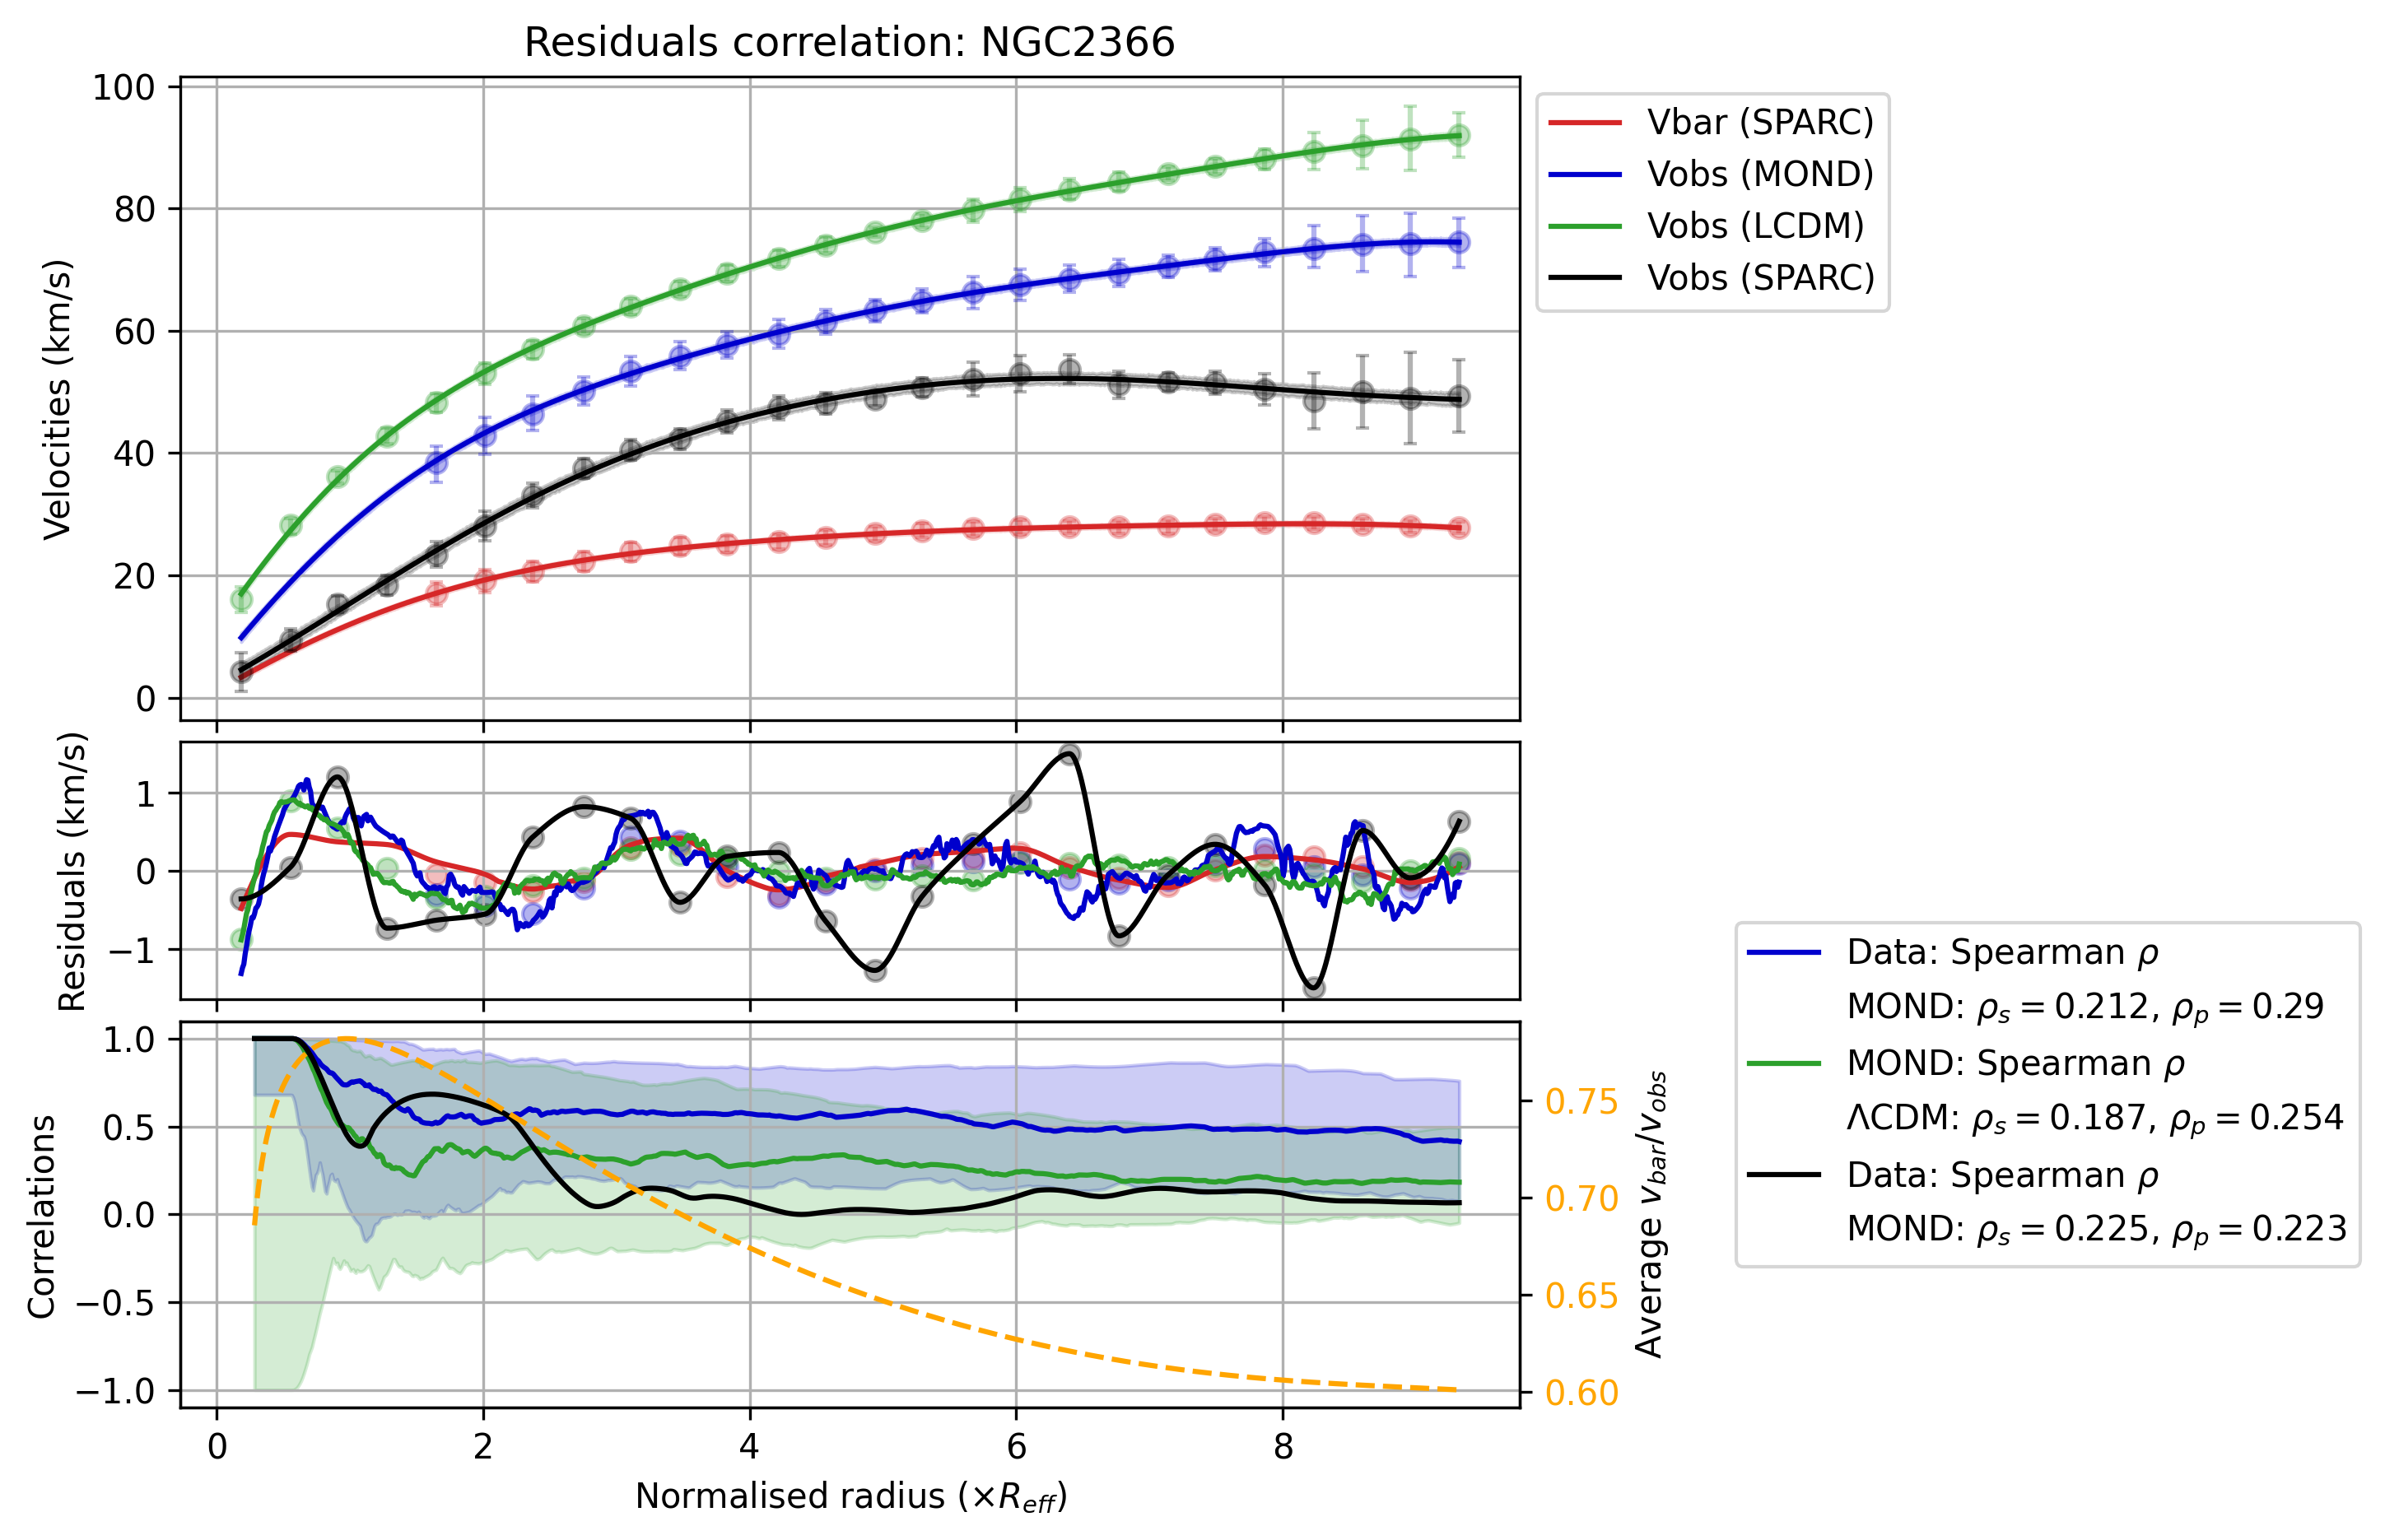 Residuals correlation: NGC2366
100
80
60
40
20
0
Velocities (km/s)
Vbar (SPARC)
Vobs (MOND)
Vobs (LCDM)
Vobs (SPARC)
1
0
−1
Residuals (km/s)
1.0
0.5
0.0
−0.5
−1.0
Correlations
0.75
0.70
0.65
0.60
Average v_bar/v_obs
Data: Spearman ρ
MOND: ρ_s = 0.212, ρ_p = 0.29
MOND: Spearman ρ
ΛCDM: ρ_s = 0.187, ρ_p = 0.254
Data: Spearman ρ
MOND: ρ_s = 0.225, ρ_p = 0.223
0 2 4 6 8
Normalised radius (×R_eff)